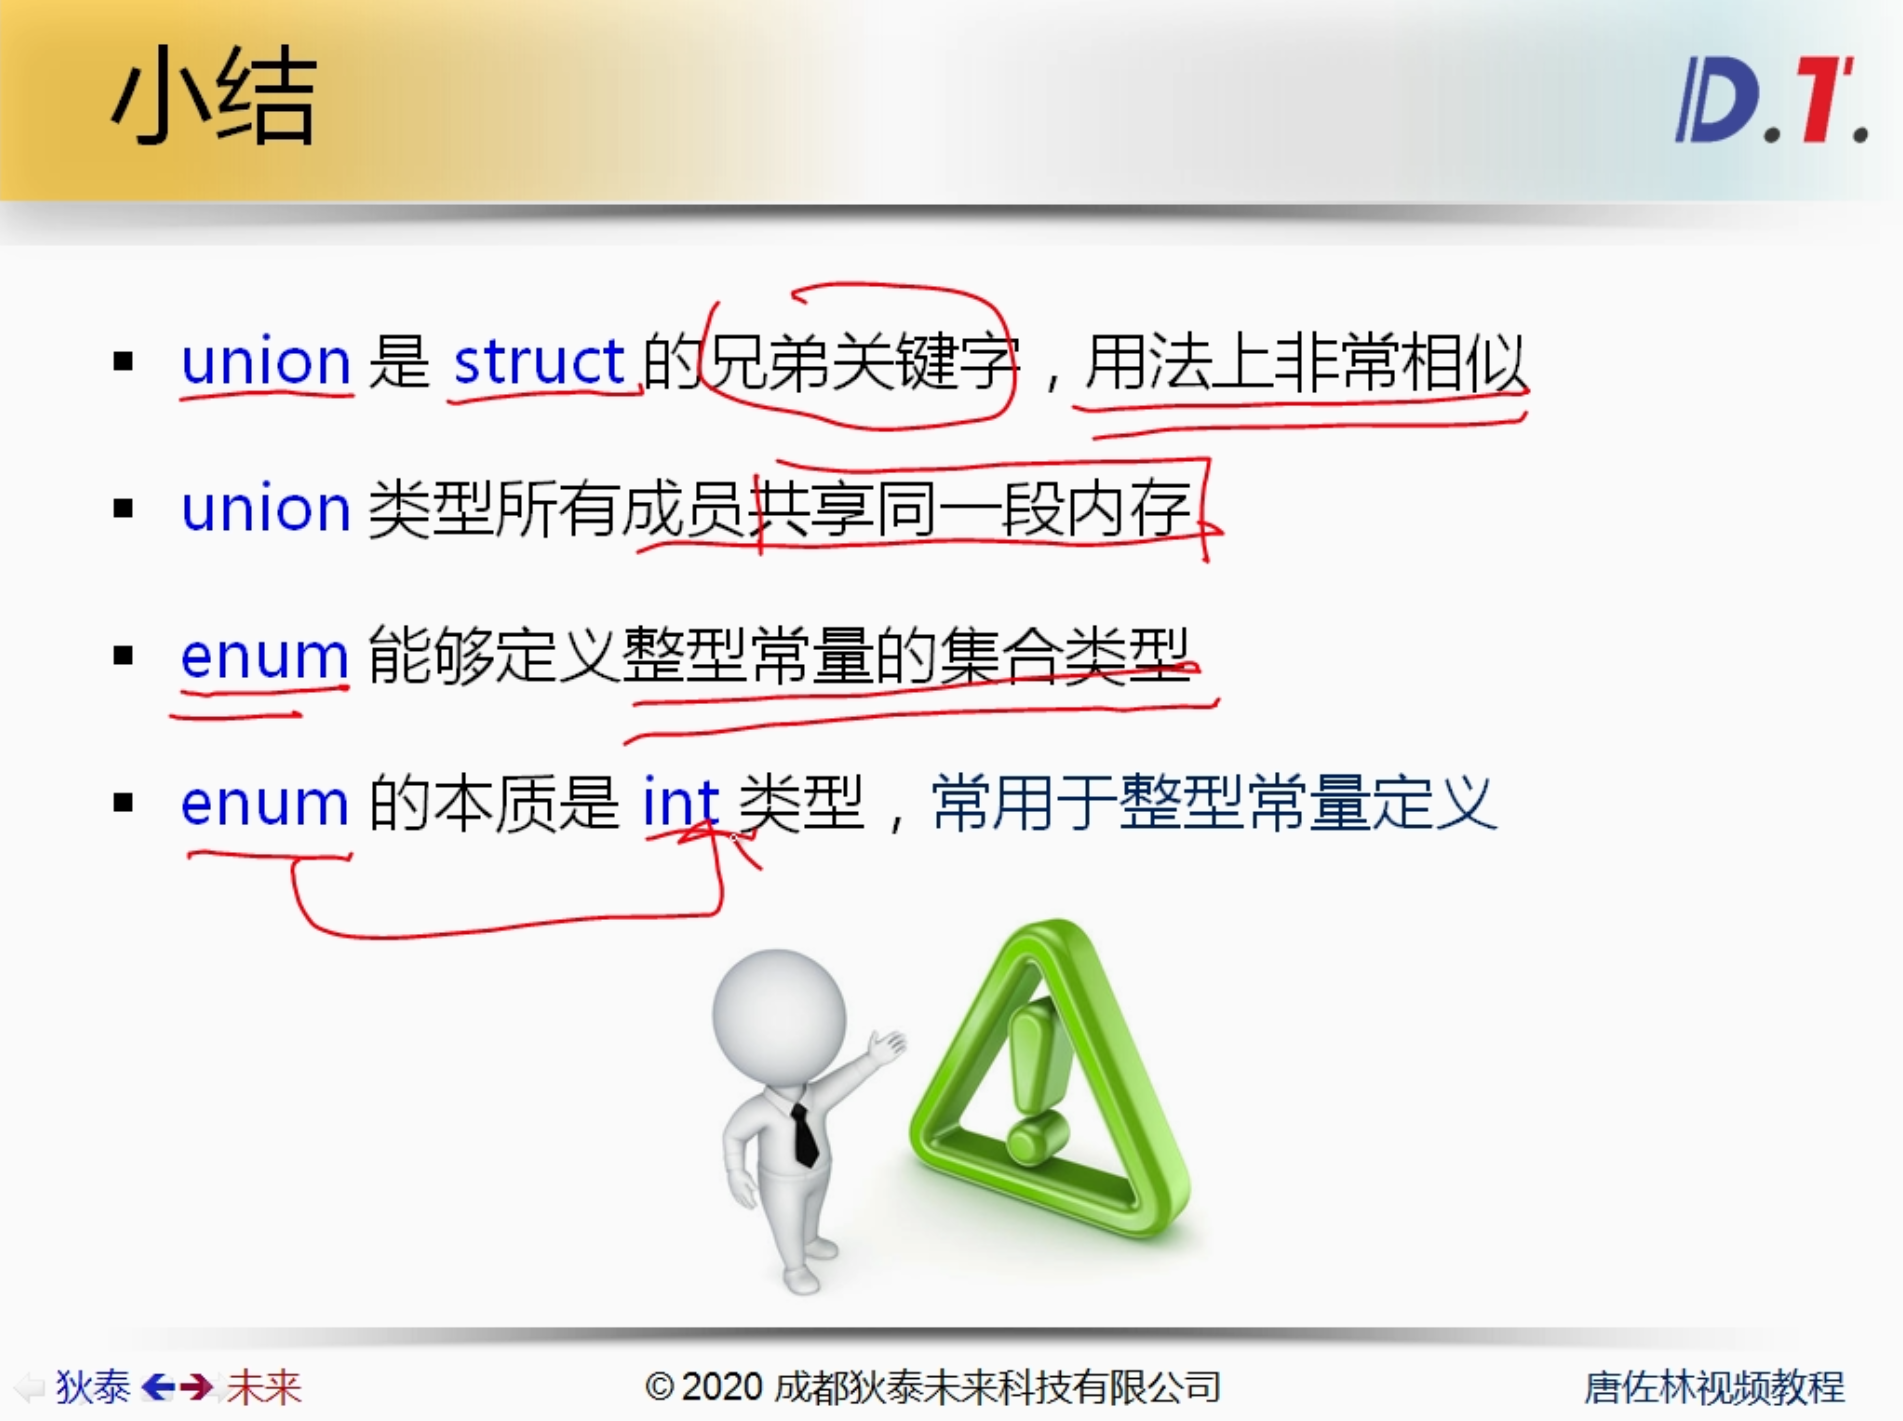 小结
D.T.
▪ union 是 struct 的兄弟关键字，用法上非常相似
▪ union 类型所有成员共享同一段内存
▪ enum 能够定义整型常量的集合类型
▪ enum 的本质是 int 类型，常用于整型常量定义
狄泰 未来
© 2020 成都狄泰未来科技有限公司
唐佐林视频教程